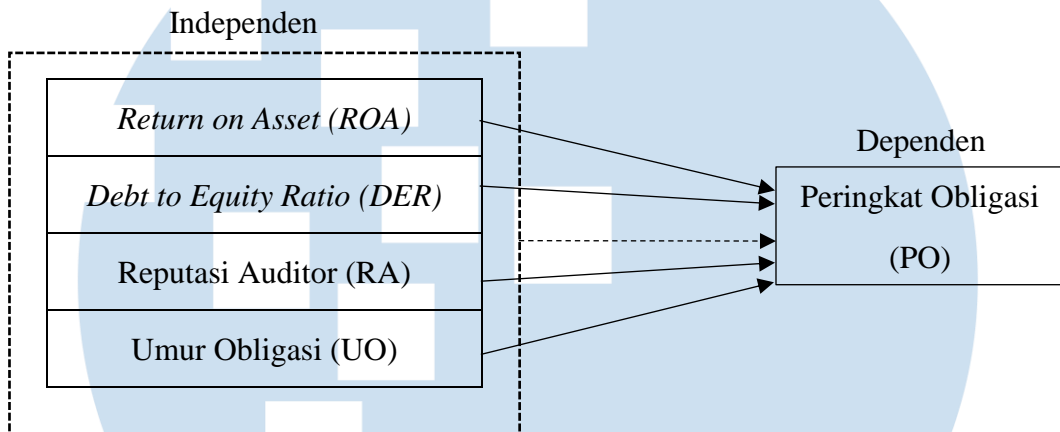 Independen
Return on Asset (ROA)
Debt to Equity Ratio (DER)
Reputasi Auditor (RA)
Umur Obligasi (UO)
Dependen
Peringkat Obligasi
(PO)